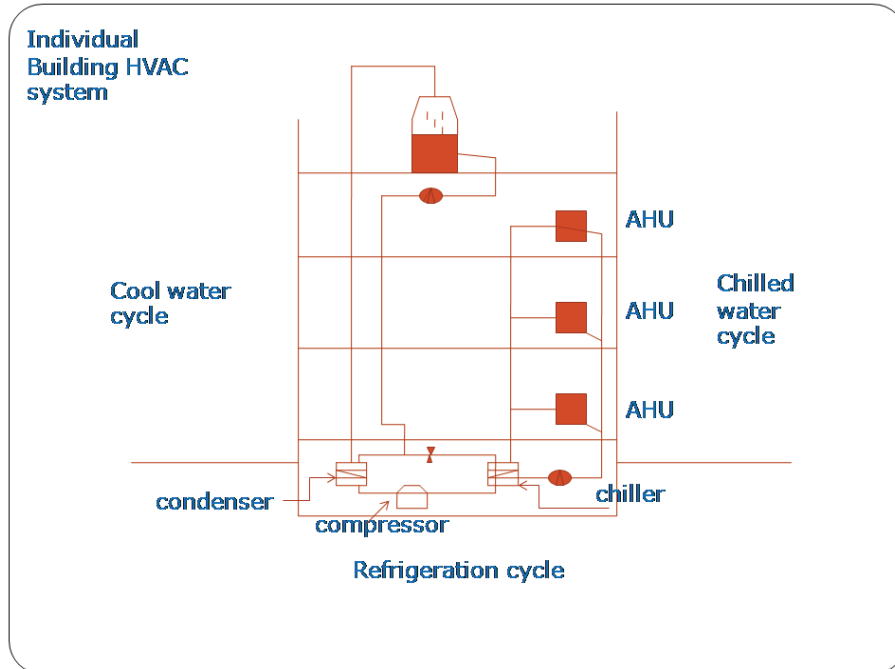 Individual
Building HVAC
system
AHU
Cool water
cycle
Chilled
water
cycle
AHU
AHU
condenser
chiller
compressor
Refrigeration cycle